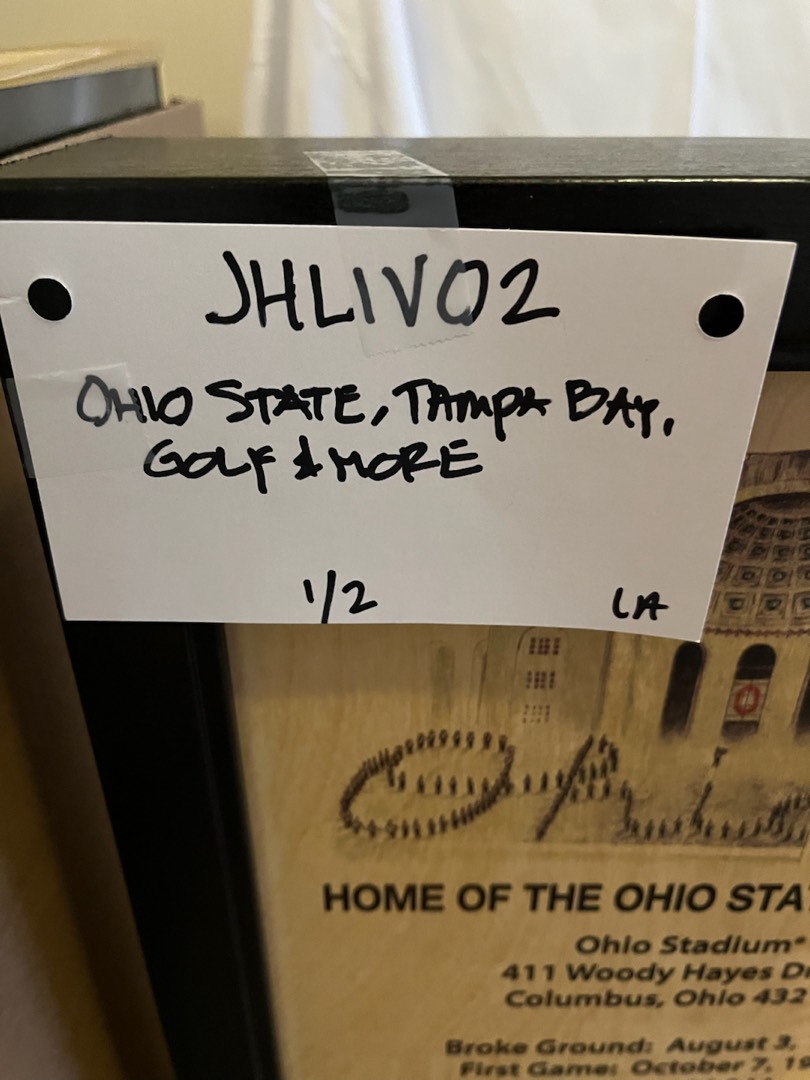 JHLIV02
OHIO STATE, TAMPA BAY,
GOLF & MORE
1/2
LA
HOME OF THE OHIO STA
Ohio Stadium
411 Woody Hayes
Columbus, Ohio 432
Broke Ground: August 3,
First Game: October 7, 19